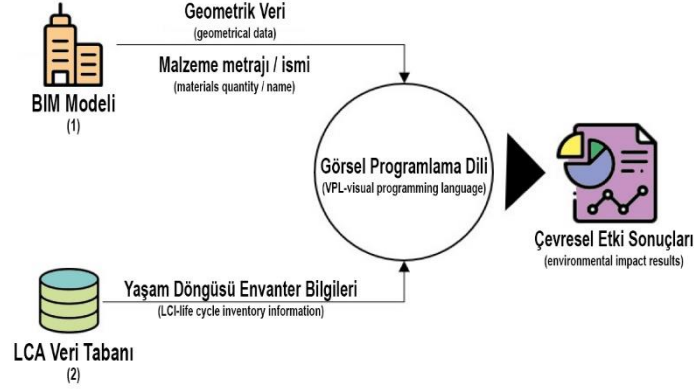 Geometrik Veri
(geometrical data)
Malzeme metrajı / ismi
(materials quantity / name)
BIM Modeli
(1)
Görsel Programlama Dili
(VPL-visual programming language)
Çevresel Etki Sonuçları
(environmental impact results)
Yaşam Döngüsü Envanter Bilgileri
(LCI-life cycle inventory information)
LCA Veri Tabanı
(2)